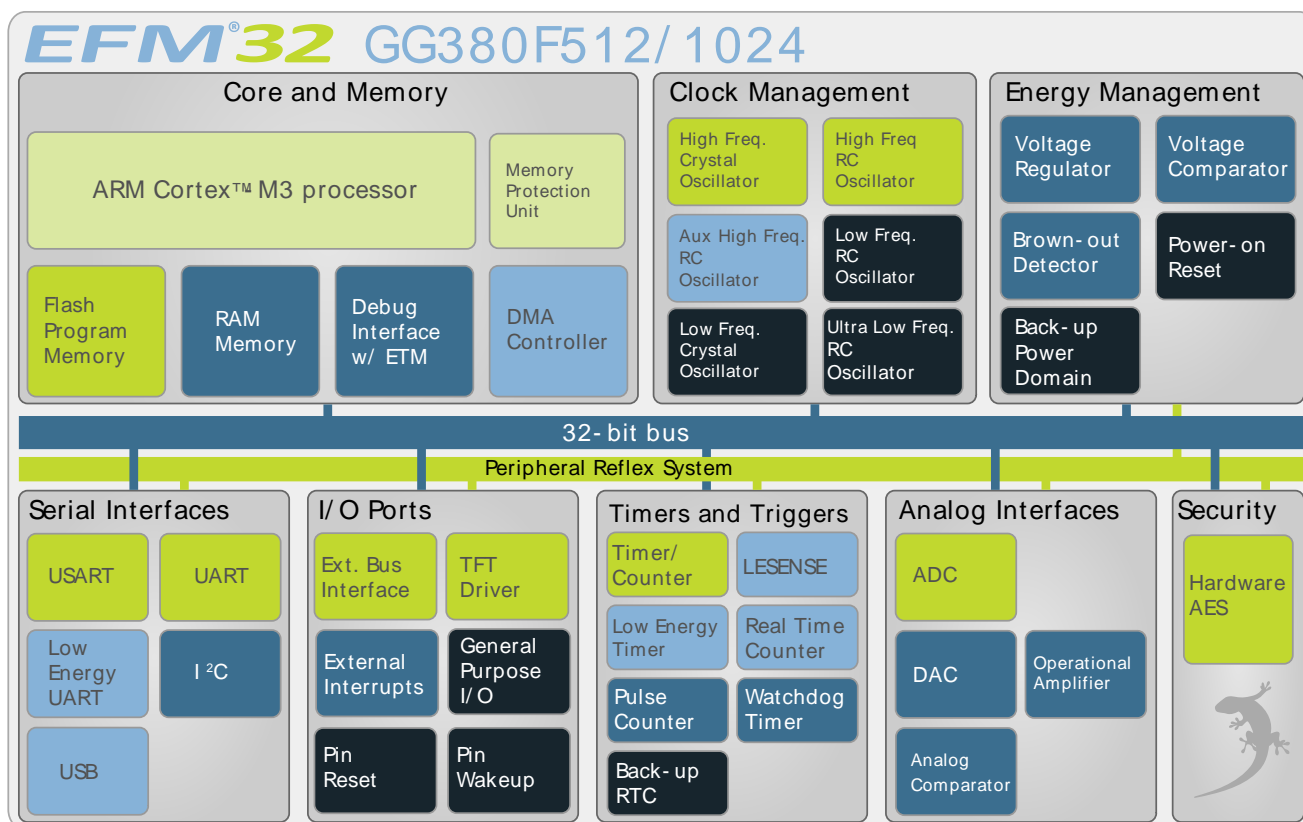 EFM®32 GG380F512/1024
Core and Memory
ARM Cortex™ M3 processor
Memory
Protection
Unit
Flash
Program
Memory
RAM
Memory
Debug
Interface
w/ ETM
DMA
Controller
Clock Management
High Freq.
Crystal
Oscillator
High Freq
RC
Oscillator
Aux High Freq.
RC
Oscillator
Low Freq.
RC
Oscillator
Low Freq.
Crystal
Oscillator
Ultra Low Freq.
RC
Oscillator
Energy Management
Voltage
Regulator
Voltage
Comparator
Brown-out
Detector
Power-on
Reset
Back-up
Power
Domain
32-bit bus
Peripheral Reflex System
Serial Interfaces
USART
UART
Low
Energy
UART
I²C
USB
I/O Ports
Ext. Bus
Interface
TFT
Driver
External
Interrupts
General
Purpose
I/O
Pin
Reset
Pin
Wakeup
Timers and Triggers
Timer/
Counter
LESENSE
Low Energy
Timer
Real Time
Counter
Pulse
Counter
Watchdog
Timer
Back-up
RTC
Analog Interfaces
ADC
DAC
Operational
Amplifier
Analog
Comparator
Security
Hardware
AES